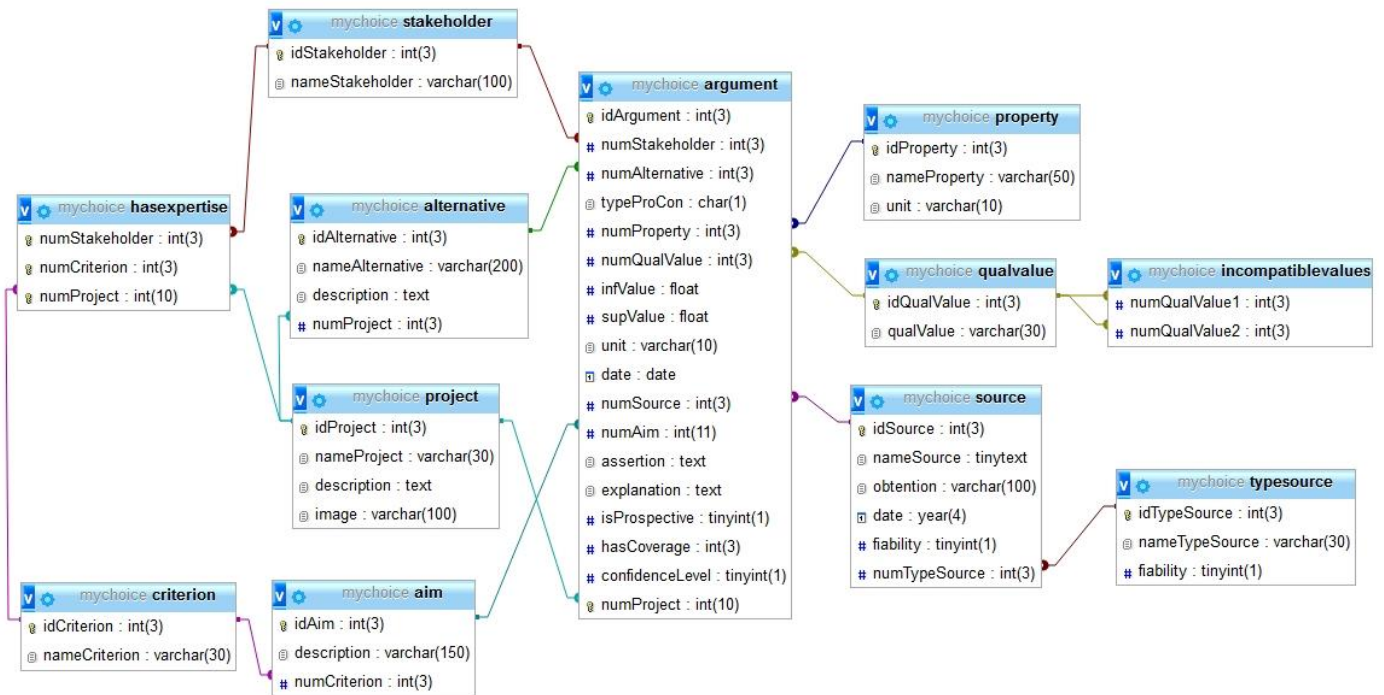 mychoice stakeholder
idStakeholder : int(3)
nameStakeholder : varchar(100)
mychoice hasexpertise
numStakeholder : int(3)
numCriterion : int(3)
numProject : int(10)
mychoice alternative
idAlternative : int(3)
nameAlternative : varchar(200)
description : text
numProject : int(3)
mychoice project
idProject : int(3)
nameProject : varchar(30)
description : text
image : varchar(100)
mychoice criterion
idCriterion : int(3)
nameCriterion : varchar(30)
mychoice aim
idAim : int(3)
description : varchar(150)
numCriterion : int(3)
mychoice argument
idArgument : int(3)
numStakeholder : int(3)
numAlternative : int(3)
typeProCon : char(1)
numProperty : int(3)
numQualValue : int(3)
infValue : float
supValue : float
unit : varchar(10)
date : date
numSource : int(3)
numAim : int(11)
assertion : text
explanation : text
isProspective : tinyint(1)
hasCoverage : int(3)
confidenceLevel : tinyint(1)
numProject : int(10)
mychoice property
idProperty : int(3)
nameProperty : varchar(50)
unit : varchar(10)
mychoice qualvalue
idQualValue : int(3)
qualValue : varchar(30)
mychoice incompatiblevalues
numQualValue1 : int(3)
numQualValue2 : int(3)
mychoice source
idSource : int(3)
nameSource : tinytext
obtention : varchar(100)
date : year(4)
fiability : tinyint(1)
numTypeSource : int(3)
mychoice typesource
idTypeSource : int(3)
nameTypeSource : varchar(30)
fiability : tinyint(1)